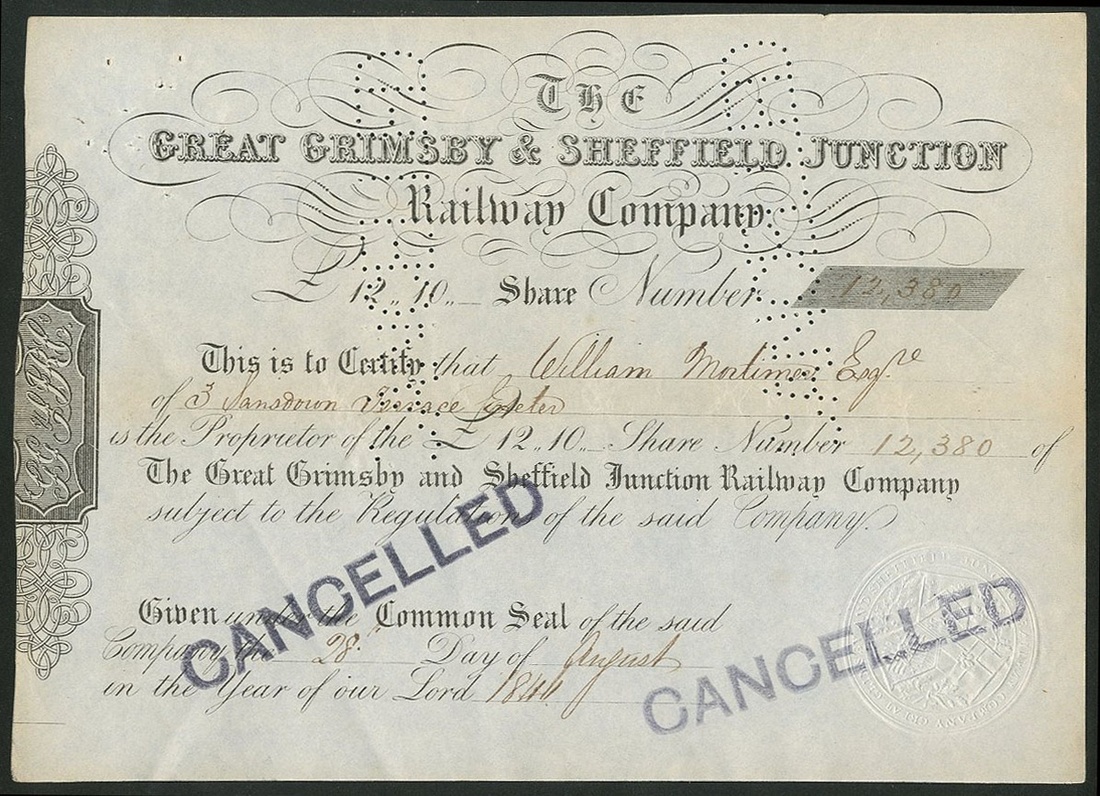 THE
GREAT GRIMSBY & SHEFFIELD JUNCTION
Railway Company.
£12,,10,,— Share Number 12,380
This is to Certify that William Mortimer Esqre
of 3 Lansdown Terrace Exeter
is the Proprietor of the £12,,10,,— Share Number 12,380 of
The Great Grimsby and Sheffield Junction Railway Company
subject to the Regulations of the said Company.
CANCELLED
Given under the Common Seal of the said
Company the 28 Day of August
in the Year of our Lord
CANCELLED